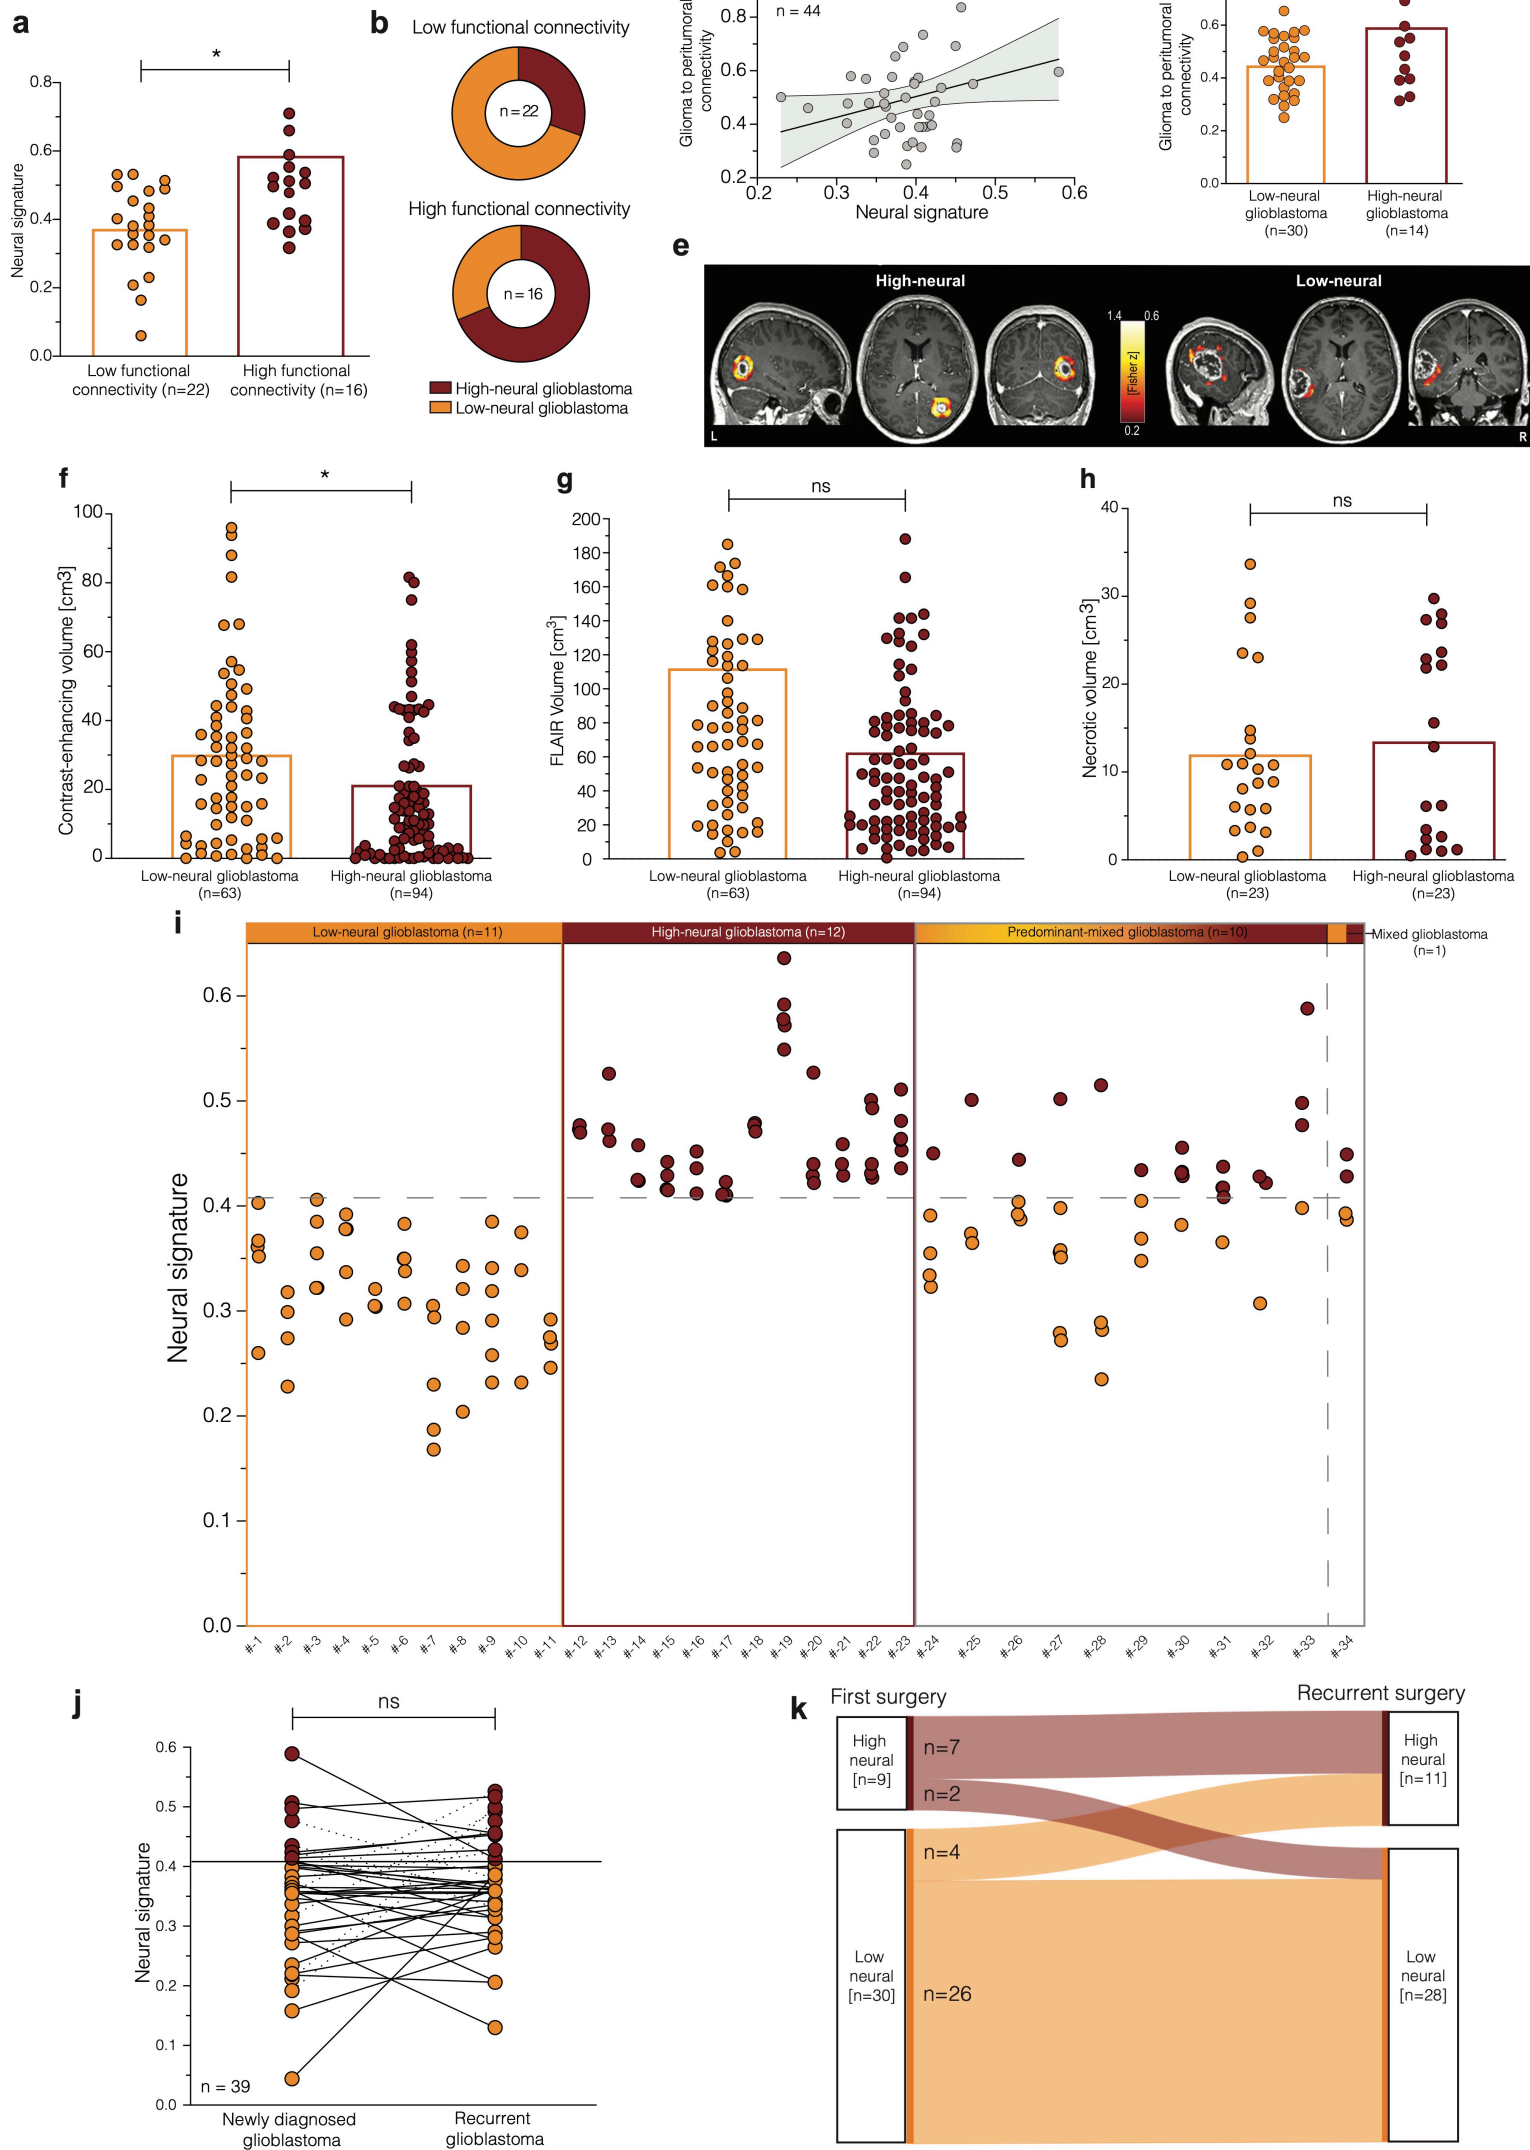 a
*
Neural signature
0.8
0.6
0.4
0.2
0.0
Low functional
connectivity (n=22)
High functional
connectivity (n=16)
b
Low functional connectivity
n=22
High functional connectivity
n=16
High-neural glioblastoma
Low-neural glioblastoma
n = 44
Glioma to peritumoral
connectivity
0.8
0.6
0.4
0.2
0.2
0.3
0.4
0.5
0.6
Neural signature
Glioma to peritumoral
connectivity
0.6
0.4
0.2
0.0
Low-neural
glioblastoma
(n=30)
High-neural
glioblastoma
(n=14)
e
High-neural
Low-neural
1.4
0.6
[Fisher z]
0.2
L
R
f
*
Contrast-enhancing volume [cm3]
100
80
60
40
20
0
Low-neural glioblastoma
(n=63)
High-neural glioblastoma
(n=94)
g
ns
FLAIR Volume [cm3]
200
180
160
140
120
100
80
60
40
20
0
Low-neural glioblastoma
(n=63)
High-neural glioblastoma
(n=94)
h
ns
Necrotic volume [cm3]
40
30
20
10
0
Low-neural glioblastoma
(n=23)
High-neural glioblastoma
(n=23)
i
Low-neural glioblastoma (n=11)
High-neural glioblastoma (n=12)
Predominant-mixed glioblastoma (n=10)
Mixed glioblastoma
(n=1)
Neural signature
0.6
0.5
0.4
0.3
0.2
0.1
0.0
#-1
#-2
#-3
#-4
#-5
#-6
#-7
#-8
#-9
#-10
#-11
#-12
#-13
#-14
#-15
#-16
#-17
#-18
#-19
#-20
#-21
#-22
#-23
#-24
#-25
#-26
#-27
#-28
#-29
#-30
#-31
#-32
#-33
#-34
j
ns
Neural signature
0.6
0.5
0.4
0.3
0.2
0.1
0.0
n = 39
Newly diagnosed
glioblastoma
Recurrent
glioblastoma
k
First surgery
Recurrent surgery
High
neural
[n=9]
n=7
n=2
High
neural
[n=11]
n=4
Low
neural
[n=30]
n=26
Low
neural
[n=28]